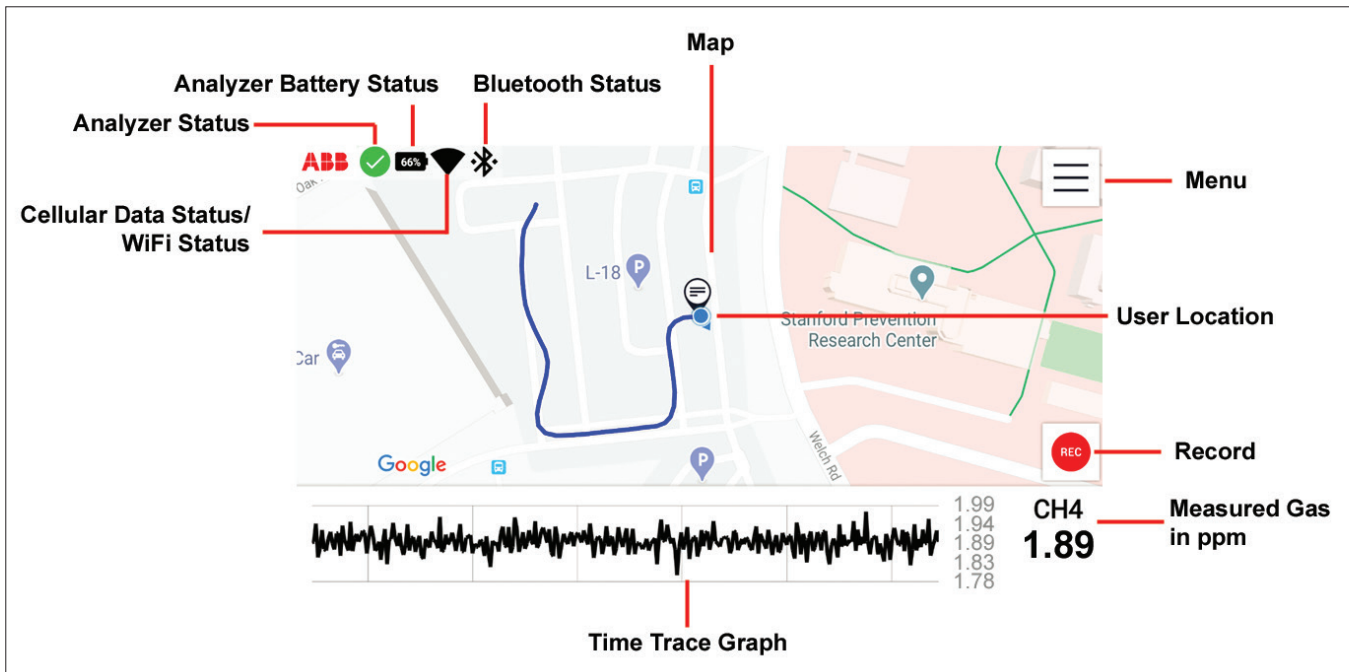 Map
Analyzer Battery Status
Bluetooth Status
Analyzer Status
ABB
66%
Oak
Menu
Cellular Data Status/
WiFi Status
L-18
P
User Location
Stanford Prevention
Research Center
Car
Welch Rd
Google
P
REC
Record
1.99
1.94
1.89
1.83
1.78
CH4
1.89
Measured Gas
in ppm
Time Trace Graph